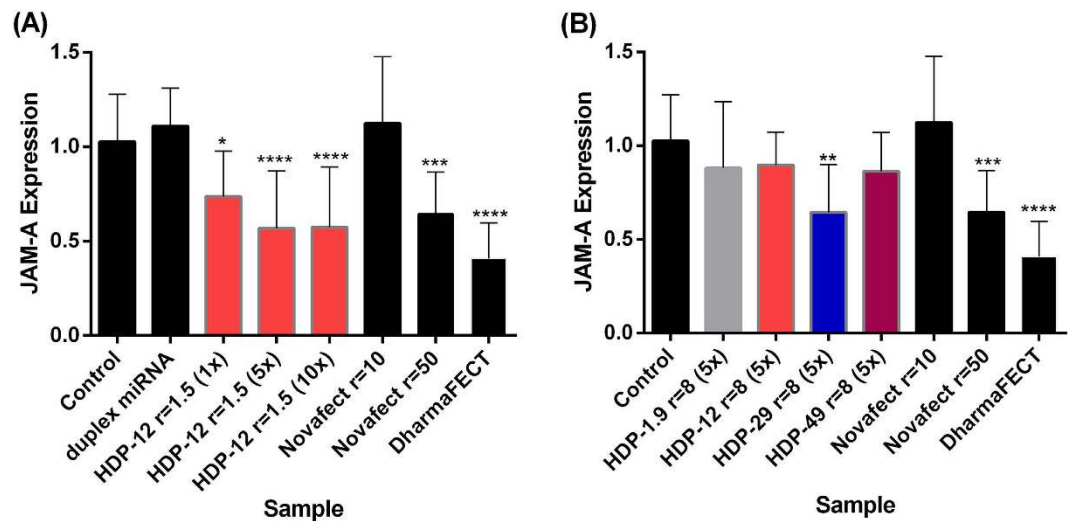 (A)
JAM-A Expression
1.5
1.0
0.5
0.0
*
****
****
***
****
Control
duplex miRNA
HDP-12 r=1.5 (1x)
HDP-12 r=1.5 (5x)
HDP-12 r=1.5 (10x)
Novafect r=10
Novafect r=50
DharmaFECT
Sample
(B)
JAM-A Expression
1.5
1.0
0.5
0.0
**
***
****
Control
HDP-1.9 r=8 (5x)
HDP-12 r=8 (5x)
HDP-29 r=8 (5x)
HDP-49 r=8 (5x)
Novafect r=10
Novafect r=50
DharmaFECT
Sample